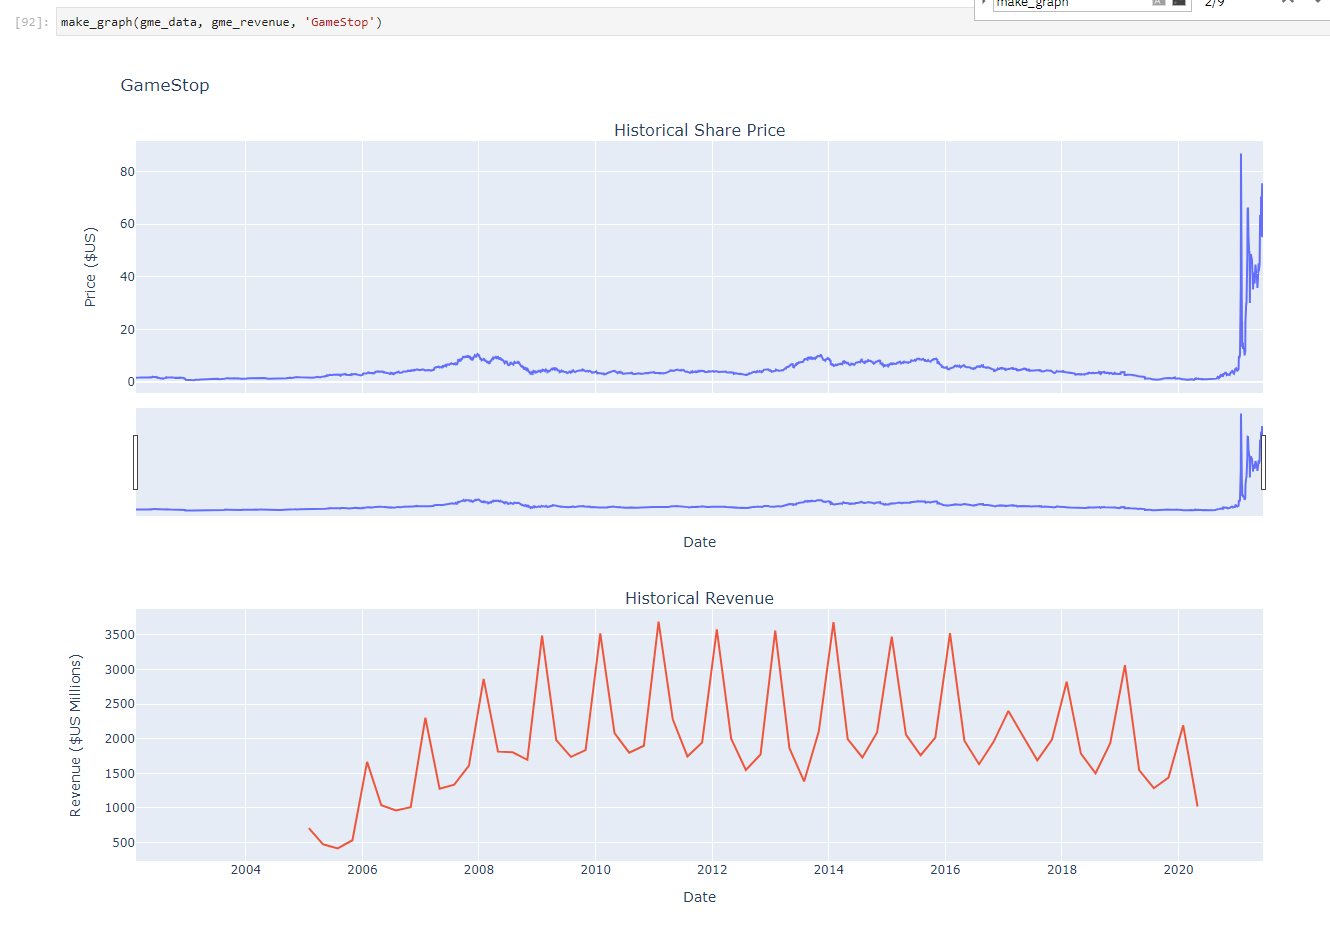 make_graph
2/9
[92]: make_graph(gme_data, gme_revenue, 'GameStop')
GameStop
Historical Share Price
80
60
40
20
0
Price ($US)
Date
Historical Revenue
3500
3000
2500
2000
1500
1000
500
Revenue ($US Millions)
2004 2006 2008 2010 2012 2014 2016 2018 2020
Date